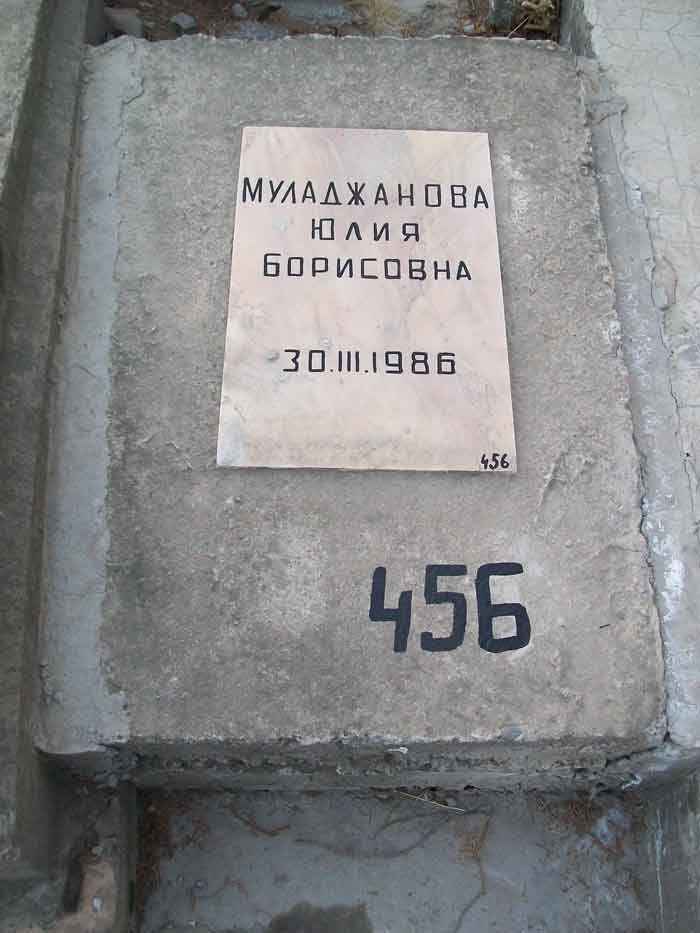 МУЛАДЖАНОВА
ЮЛИЯ
БОРИСОВНА
30.III.1986
456
456